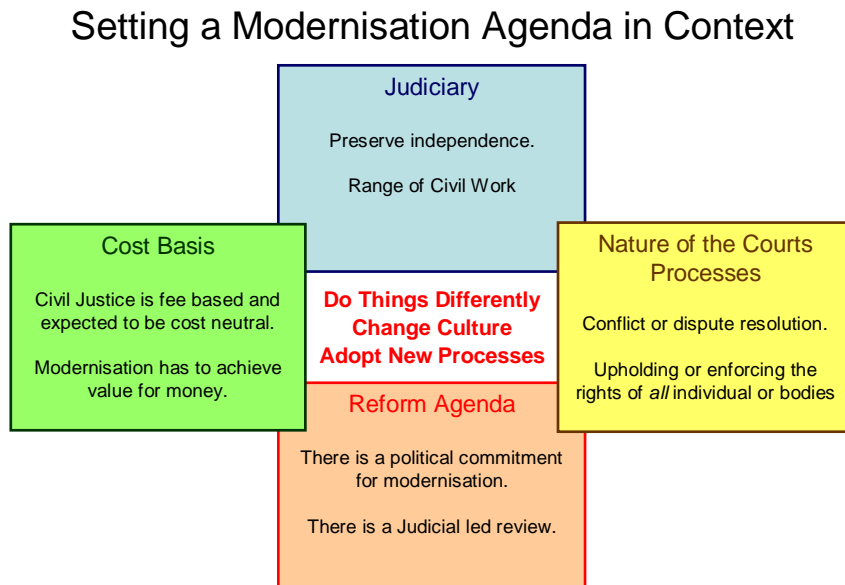 Setting a Modernisation Agenda in Context
Judiciary
Preserve independence.
Range of Civil Work
Cost Basis
Civil Justice is fee based and
expected to be cost neutral.
Modernisation has to achieve
value for money.
Do Things Differently
Change Culture
Adopt New Processes
Nature of the Courts
Processes
Conflict or dispute resolution.
Upholding or enforcing the
rights of all individual or bodies
Reform Agenda
There is a political commitment
for modernisation.
There is a Judicial led review.